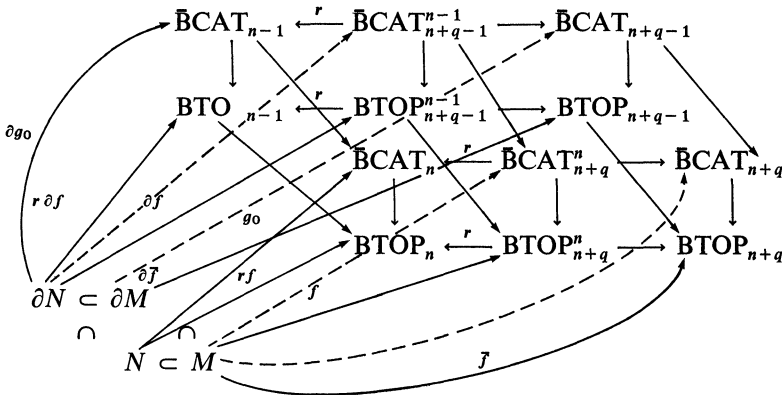 B̄CAT_{n-1} r B̄CAT^{n-1}_{n+q-1} B̄CAT_{n+q-1}
BTO_{n-1} r BTOP^{n-1}_{n+q-1} BTOP_{n+q-1}
∂g₀
B̄CAT_n r B̄CAT^n_{n+q} B̄CAT_{n+q}
r ∂f ∂f g₀
BTOP_n r BTOP^n_{n+q} BTOP_{n+q}
∂f̄ rf
∂N ⊂ ∂M f
∩ ∩
N ⊂ M f̄